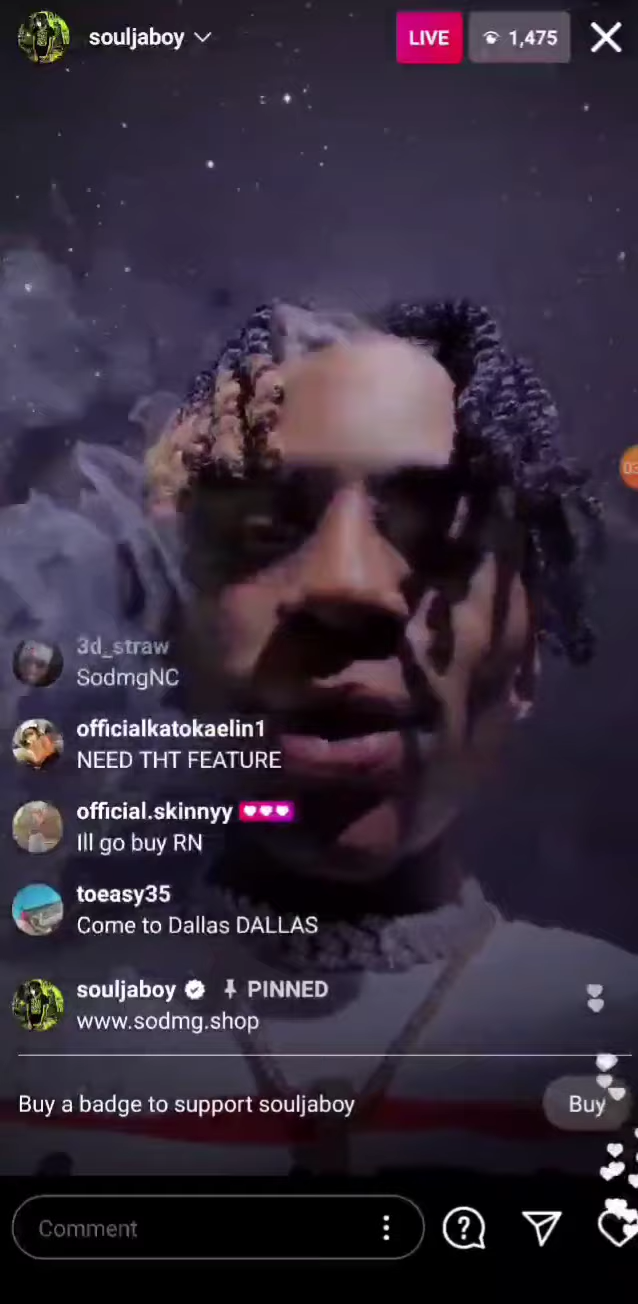 souljaboy
LIVE
1,475
3d_straw
SodmgNC
officialkatokaelin1
NEED THT FEATURE
official.skinnyy
Ill go buy RN
toeasy35
Come to Dallas DALLAS
souljaboy PINNED
www.sodmg.shop
Buy a badge to support souljaboy
Buy
Comment